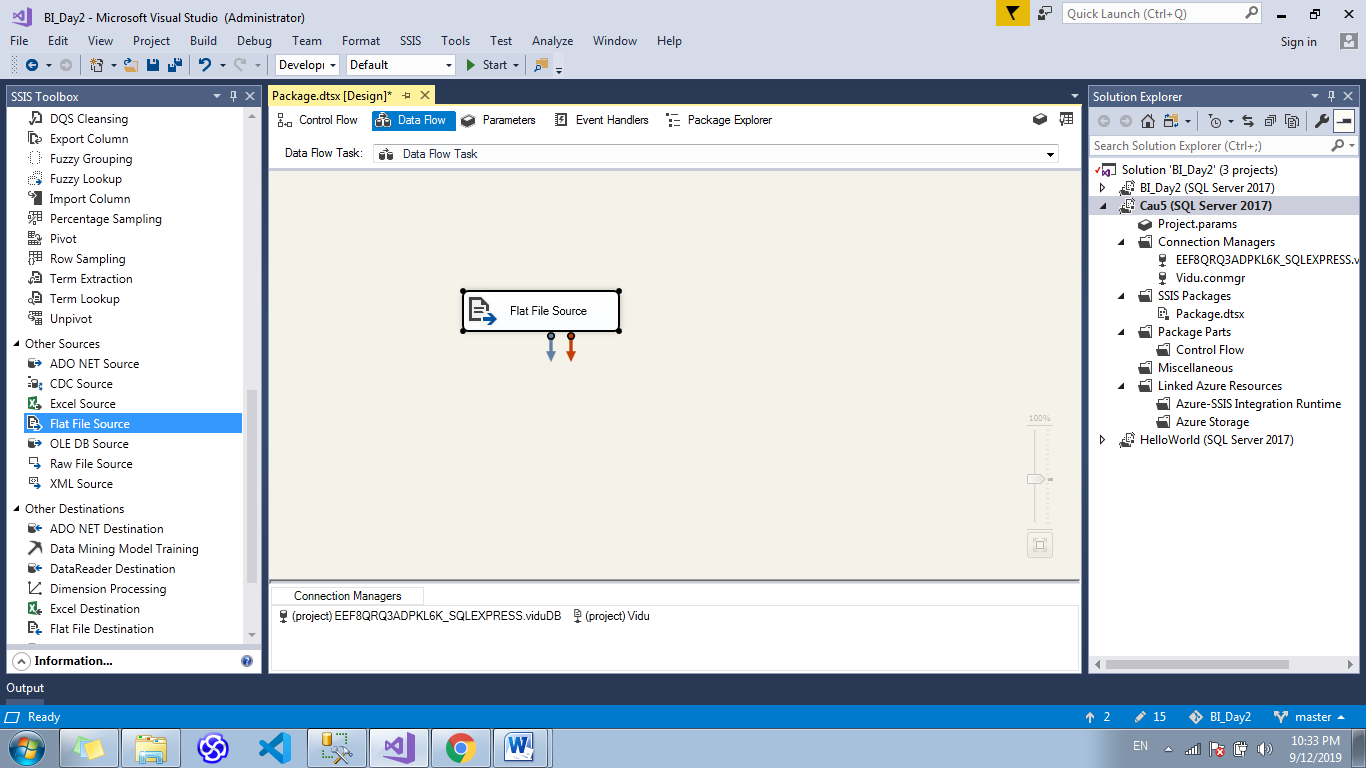 BI_Day2 - Microsoft Visual Studio (Administrator)
Quick Launch (Ctrl+Q)
File Edit View Project Build Debug Team Format SSIS Tools Test Analyze Window Help
Sign in
Developı Default Start
SSIS Toolbox
DQS Cleansing
Export Column
Fuzzy Grouping
Fuzzy Lookup
Import Column
Percentage Sampling
Pivot
Row Sampling
Term Extraction
Term Lookup
Unpivot
Other Sources
ADO NET Source
CDC Source
Excel Source
Flat File Source
OLE DB Source
Raw File Source
XML Source
Other Destinations
ADO NET Destination
Data Mining Model Training
DataReader Destination
Dimension Processing
Excel Destination
Flat File Destination
Information...
Package.dtsx [Design]*
Control Flow Data Flow Parameters Event Handlers Package Explorer
Data Flow Task: Data Flow Task
Flat File Source
100%
Connection Managers
(project) EEF8QRQ3ADPKL6K_SQLEXPRESS.viduDB (project) Vidu
Solution Explorer
Search Solution Explorer (Ctrl+;)
Solution 'BI_Day2' (3 projects)
BI_Day2 (SQL Server 2017)
Cau5 (SQL Server 2017)
Project.params
Connection Managers
EEF8QRQ3ADPKL6K_SQLEXPRESS.v
Vidu.conmgr
SSIS Packages
Package.dtsx
Package Parts
Control Flow
Miscellaneous
Linked Azure Resources
Azure-SSIS Integration Runtime
Azure Storage
HelloWorld (SQL Server 2017)
Output
Ready
2 15 BI_Day2 master
EN
10:33 PM
9/12/2019